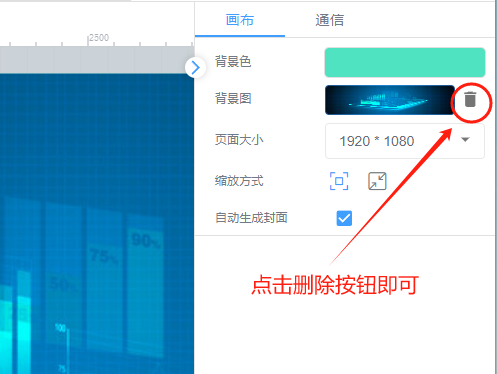 画布 通信
2500
背景色
背景图
页面大小 1920 * 1080
缩放方式
自动生成封面
90%
75%
50%
100
点击删除按钮即可